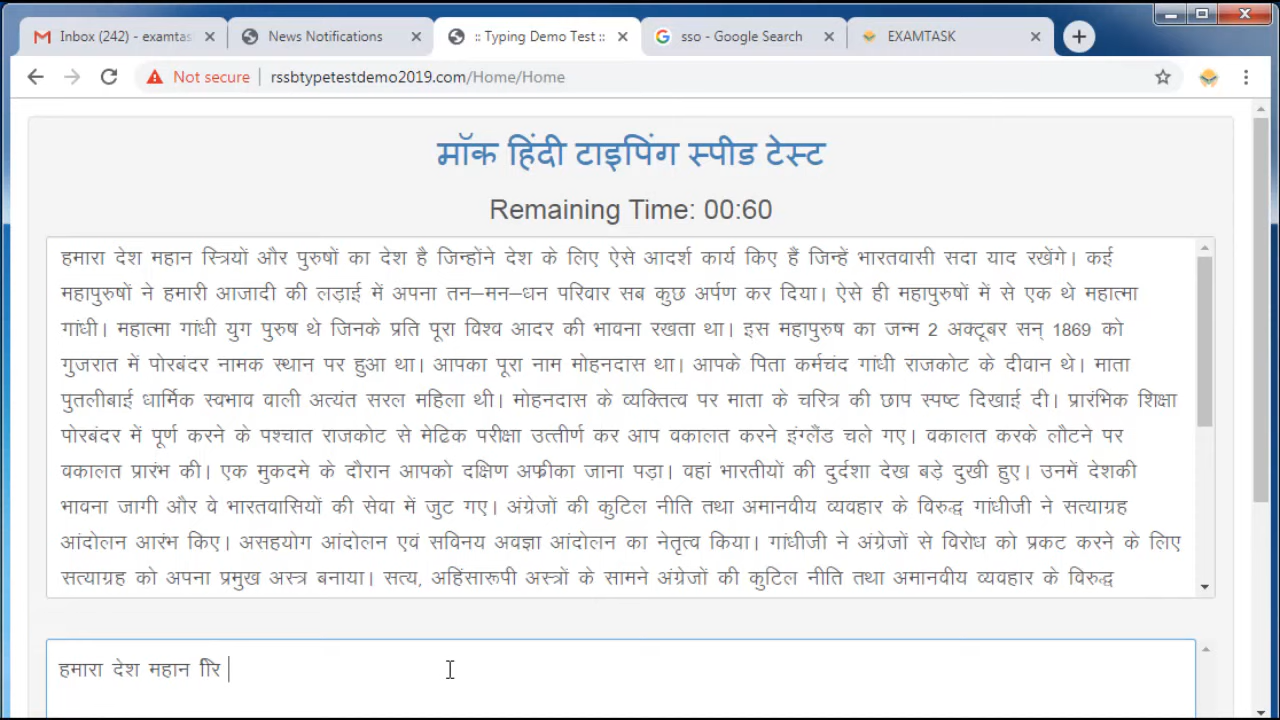 Inbox (242) - examtas
News Notifications
:: Typing Demo Test ::
sso - Google Search
EXAMTASK
Not secure | rssbtypetestdemo2019.com/Home/Home
मॉक हिंदी टाइपिंग स्पीड टेस्ट
Remaining Time: 00:60
हमारा देश महान स्त्रियों और पुरुषों का देश है जिन्होंने देश के लिए ऐसे आदर्श कार्य किए हैं जिन्हें भारतवासी सदा याद रखेंगे। कई
महापुरुषों ने हमारी आजादी की लड़ाई में अपना तन–मन–धन परिवार सब कुछ अर्पण कर दिया। ऐसे ही महापुरुषों में से एक थे महात्मा
गांधी। महात्मा गांधी युग पुरुष थे जिनके प्रति पूरा विश्व आदर की भावना रखता था। इस महापुरुष का जन्म 2 अक्टूबर सन् 1869 को
गुजरात में पोरबंदर नामक स्थान पर हुआ था। आपका पूरा नाम मोहनदास था। आपके पिता कर्मचंद गांधी राजकोट के दीवान थे। माता
पुतलीबाई धार्मिक स्वभाव वाली अत्यंत सरल महिला थी। मोहनदास के व्यक्तित्व पर माता के चरित्र की छाप स्पष्ट दिखाई दी। प्रारंभिक शिक्षा
पोरबंदर में पूर्ण करने के पश्चात राजकोट से मेढिक परीक्षा उत्तीर्ण कर आप वकालत करने इंग्लैंड चले गए। वकालत करके लौटने पर
वकालत प्रारंभ की। एक मुकदमे के दौरान आपको दक्षिण अफ्रीका जाना पड़ा। वहां भारतीयों की दुर्दशा देख बड़े दुखी हुए। उनमें देशकी
भावना जागी और वे भारतवासियों की सेवा में जुट गए। अंग्रेजों की कुटिल नीति तथा अमानवीय व्यवहार के विरुद्ध गांधीजी ने सत्याग्रह
आंदोलन आरंभ किए। असहयोग आंदोलन एवं सविनय अवज्ञा आंदोलन का नेतृत्व किया। गांधीजी ने अंग्रेजों से विरोध को प्रकट करने के लिए
सत्याग्रह को अपना प्रमुख अस्त्र बनाया। सत्य, अहिंसारूपी अस्त्रों के सामने अंग्रेजों की कुटिल नीति तथा अमानवीय व्यवहार के विरुद्ध
हमारा देश महान